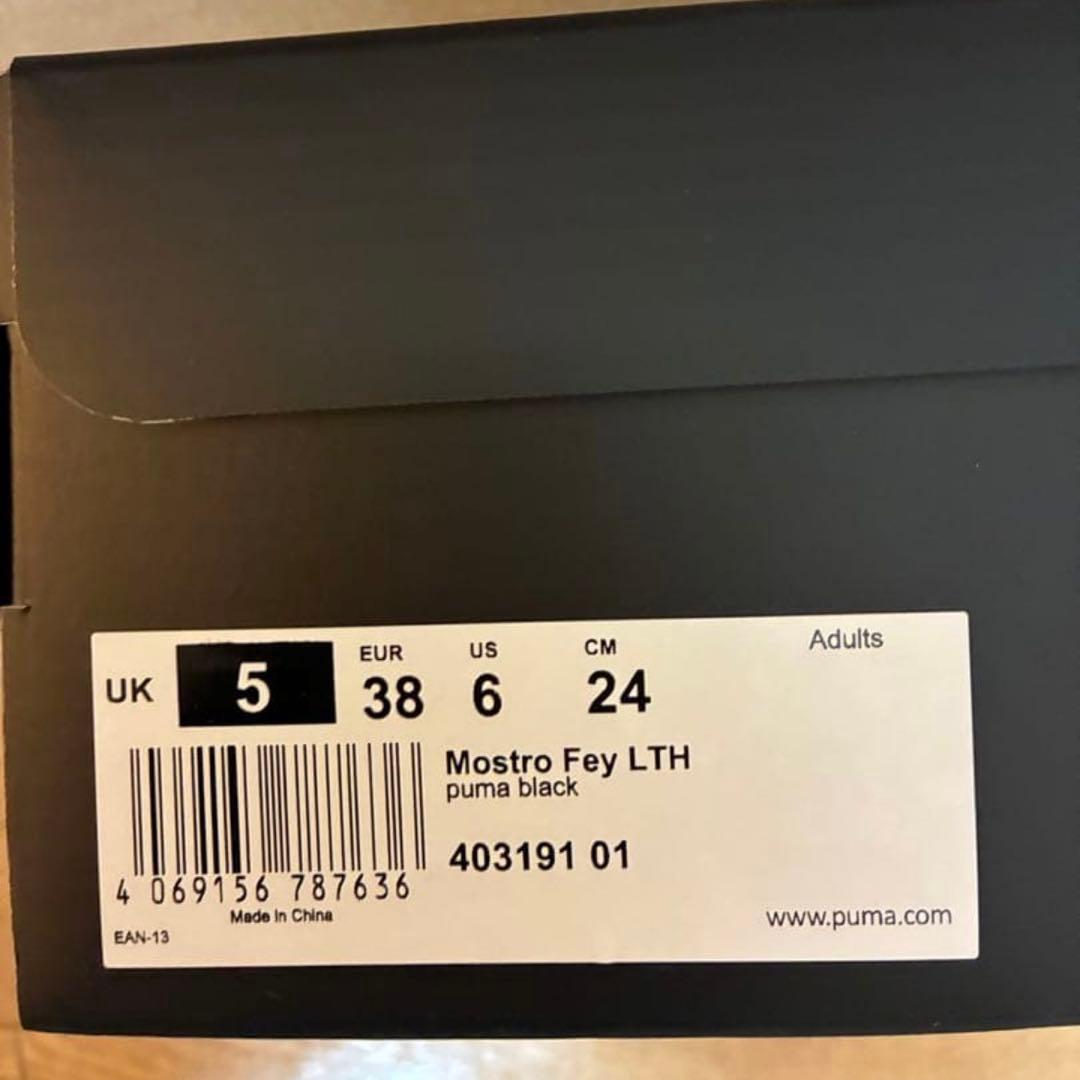 UK 5 EUR 38 US 6 CM 24 Adults
Mostro Fey LTH
puma black
403191 01
4 069156 787636
Made In China
EAN-13
www.puma.com